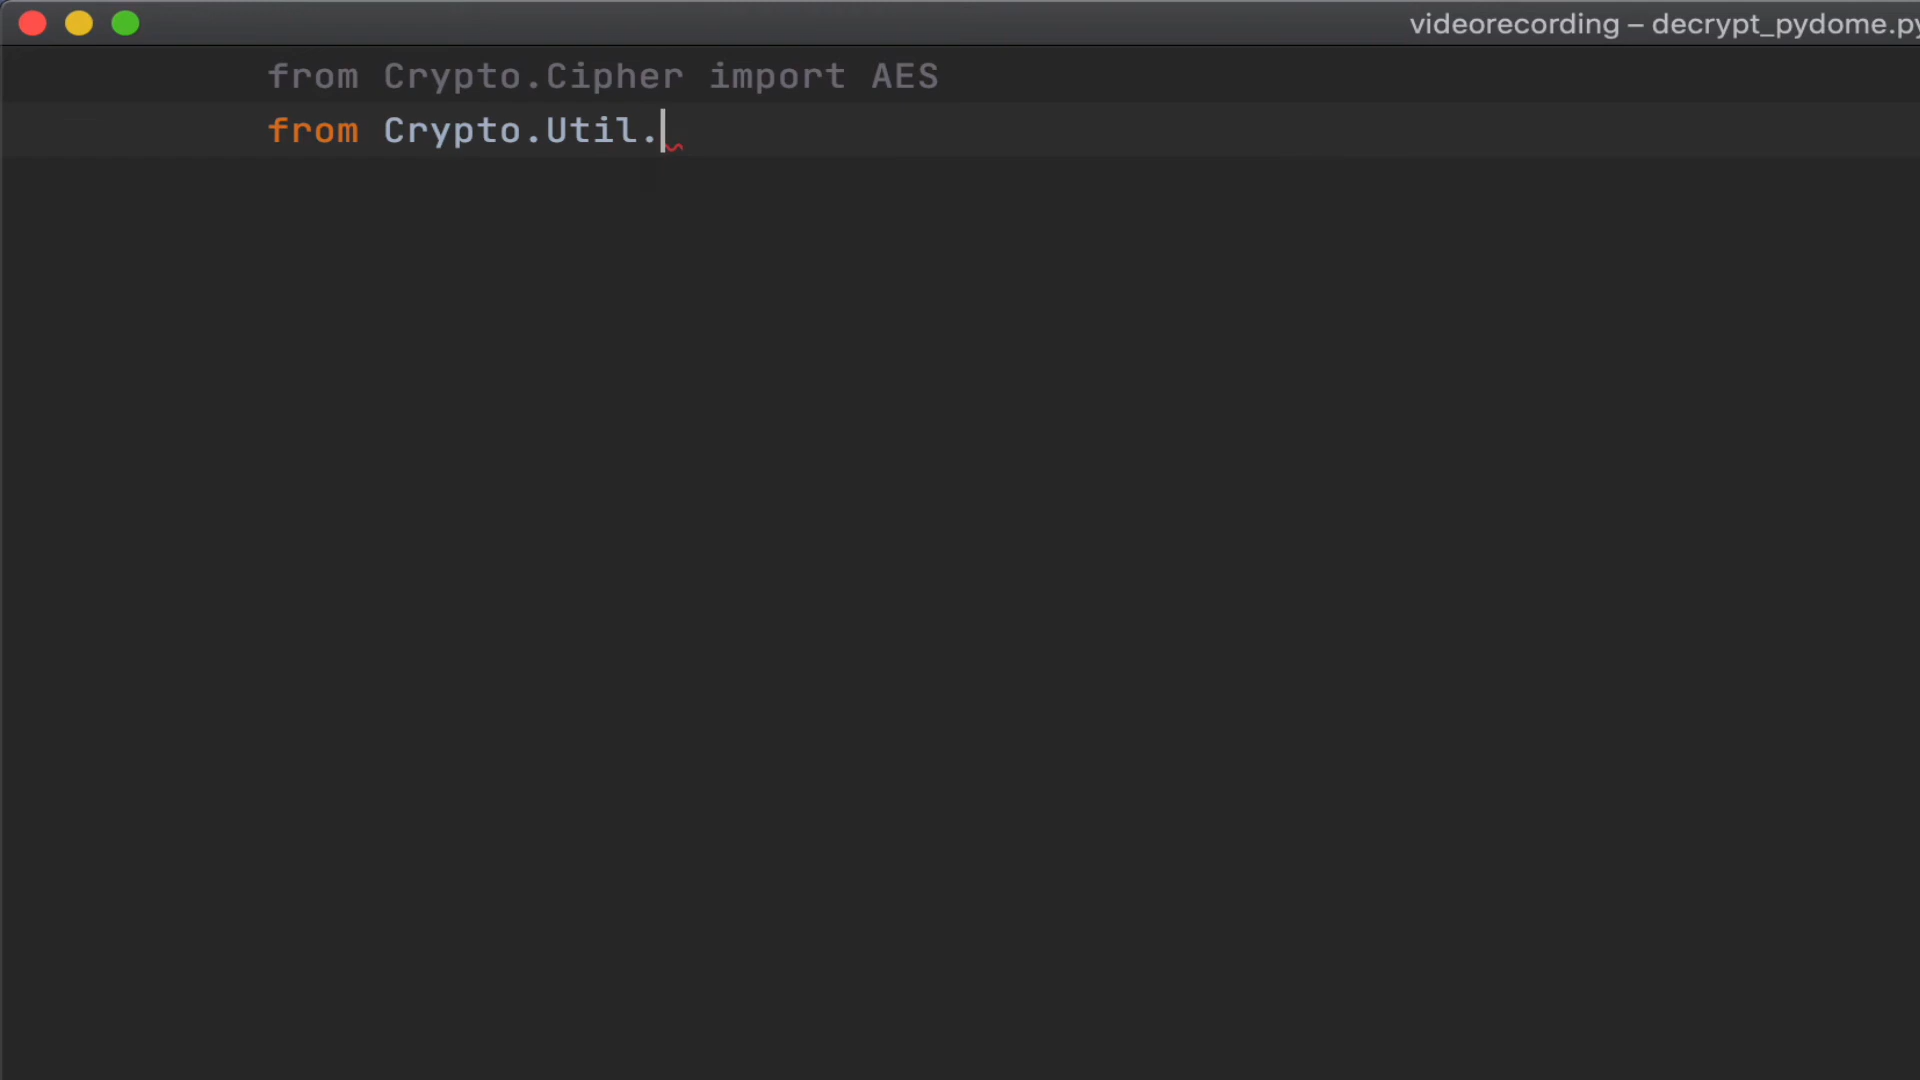 videorecording – decrypt_pydome.py
from Crypto.Cipher import AES
from Crypto.Util.